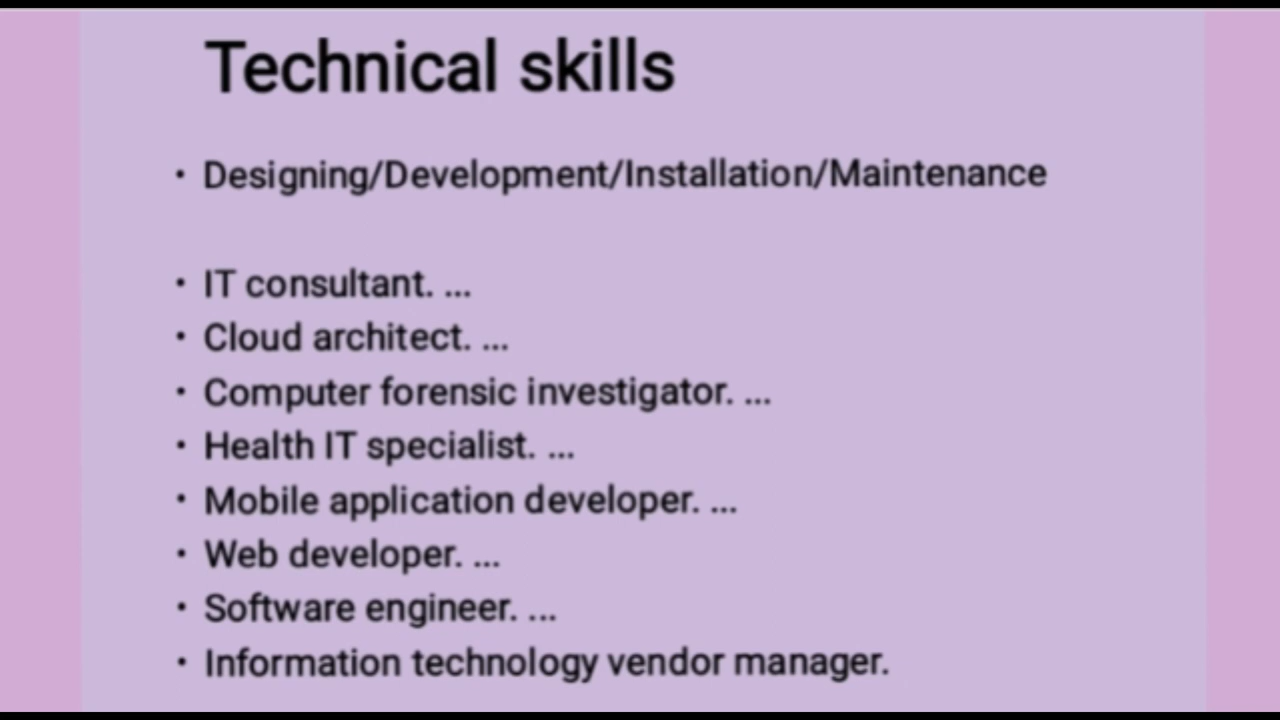 Technical skills
• Designing/Development/Installation/Maintenance
• IT consultant. ...
• Cloud architect. ...
• Computer forensic investigator. ...
• Health IT specialist. ...
• Mobile application developer. ...
• Web developer. ...
• Software engineer. ...
• Information technology vendor manager.